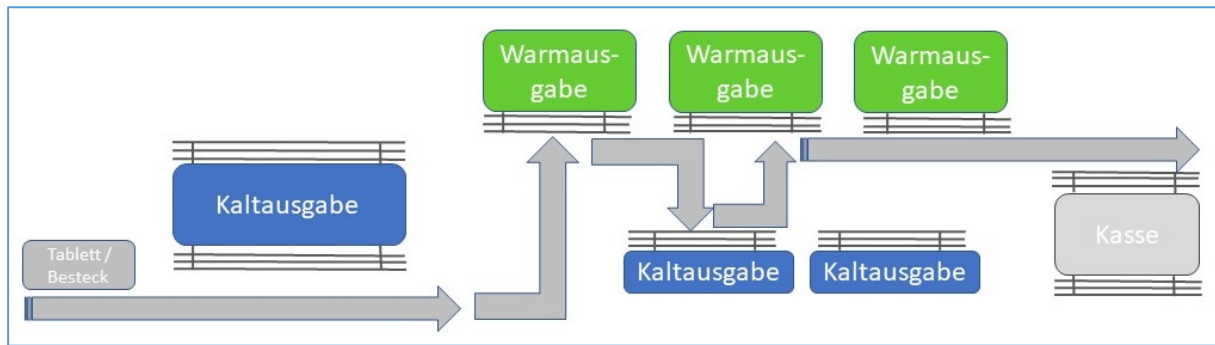 Warmaus-
gabe
Warmaus-
gabe
Warmaus-
gabe
Kaltausgabe
Tablett /
Besteck
Kaltausgabe
Kaltausgabe
Kasse